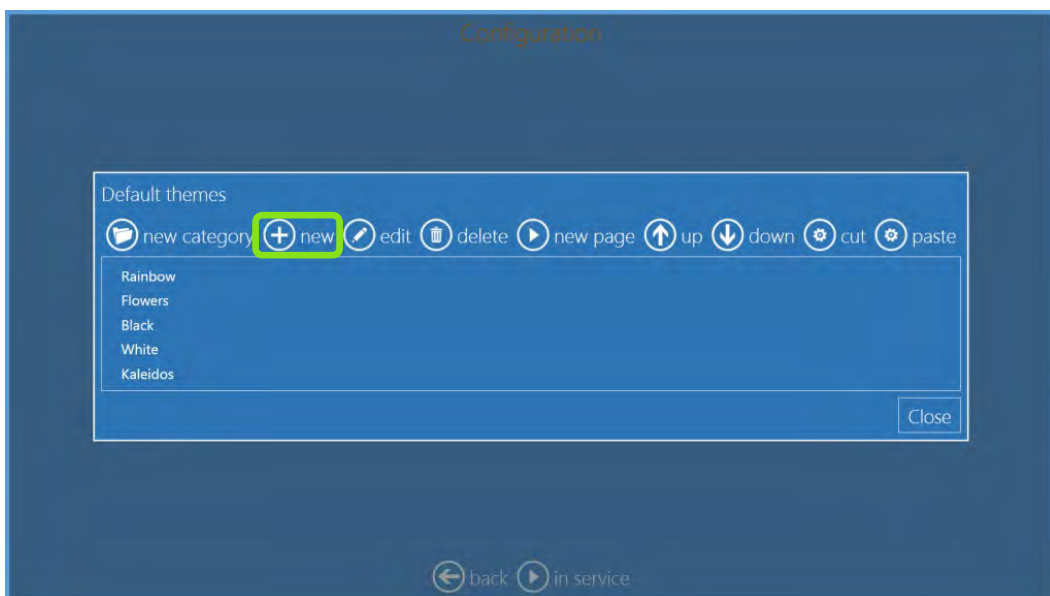 Configuration
Default themes
new category new edit delete new page up down cut paste
Rainbow
Flowers
Black
White
Kaleidos
Close
back in service